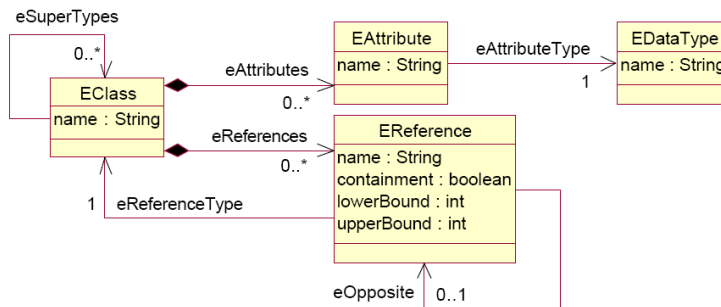 eSuperTypes
0..*
EClass
name : String
eAttributes
0..*
EAttribute
name : String
eAttributeType
1
EDataType
name : String
eReferences
0..*
EReference
name : String
containment : boolean
lowerBound : int
upperBound : int
1
eReferenceType
eOpposite
0..1